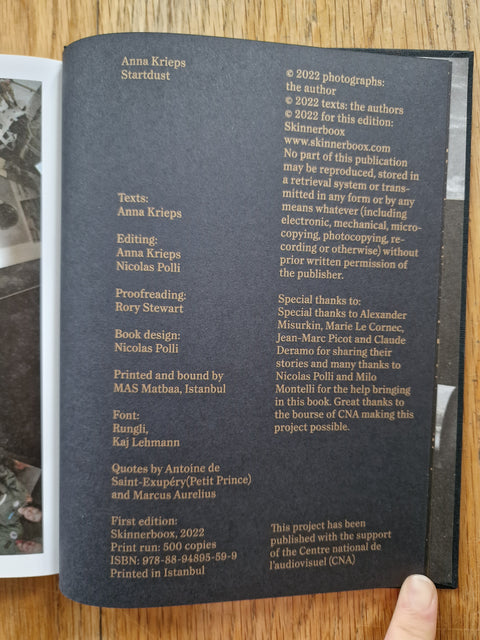 Anna Krieps
Startdust
Texts:
Anna Krieps
Editing:
Anna Krieps
Nicolas Polli
Proofreading:
Rory Stewart
Book design:
Nicolas Polli
Printed and bound by
MAS Matbaa, Istanbul
Font:
Rungli,
Kaj Lehmann
Quotes by Antoine de
Saint-Exupéry(Petit Prince)
and Marcus Aurelius
First edition:
Skinnerboox, 2022
Print run: 500 copies
ISBN: 978-88-94895-59-9
Printed in Istanbul
© 2022 photographs:
the author
© 2022 texts: the authors
© 2022 for this edition:
Skinnerboox
www.skinnerboox.com
No part of this publication
may be reproduced, stored in
a retrieval system or trans-
mitted in any form or by any
means whatever (including
electronic, mechanical, micro-
copying, photocopying, re-
cording or otherwise) without
prior written permission of
the publisher.
Special thanks to:
Special thanks to Alexander
Misurkin, Marie Le Cornec,
Jean-Marc Picot and Claude
Deramo for sharing their
stories and many thanks to
Nicolas Polli and Milo
Montelli for the help bringing
in this book. Great thanks to
the bourse of CNA making this
project possible.
This project has been
published with the support
of the Centre national de
l'audiovisuel (CNA)